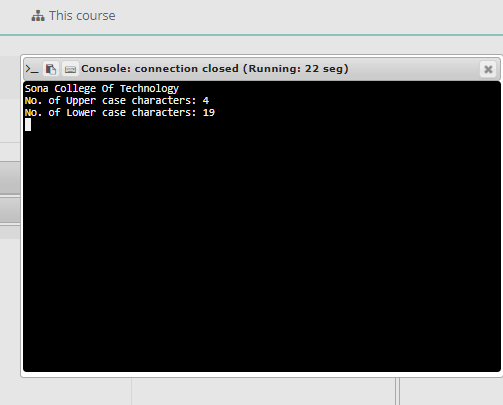 This course
>_ Console: connection closed (Running: 22 seg)
Sona College Of Technology
No. of Upper case characters: 4
No. of Lower case characters: 19